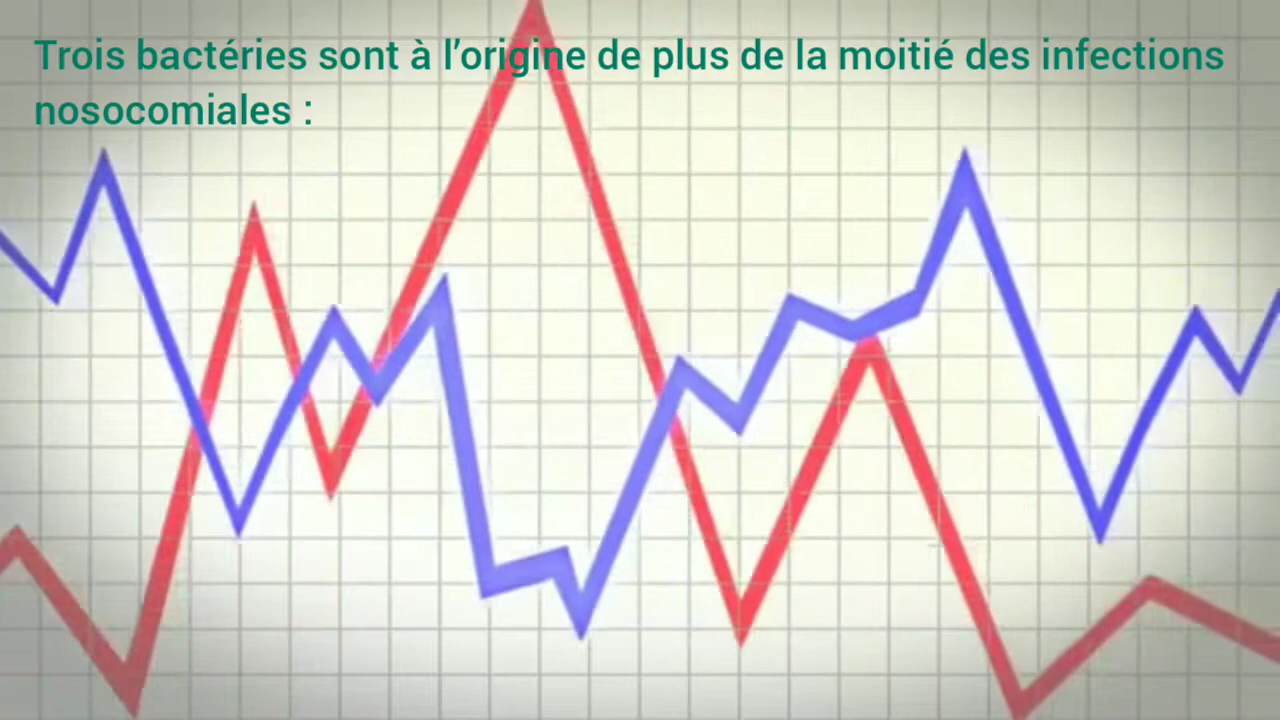 Trois bactéries sont à l’origine de plus de la moitié des infections
nosocomiales :